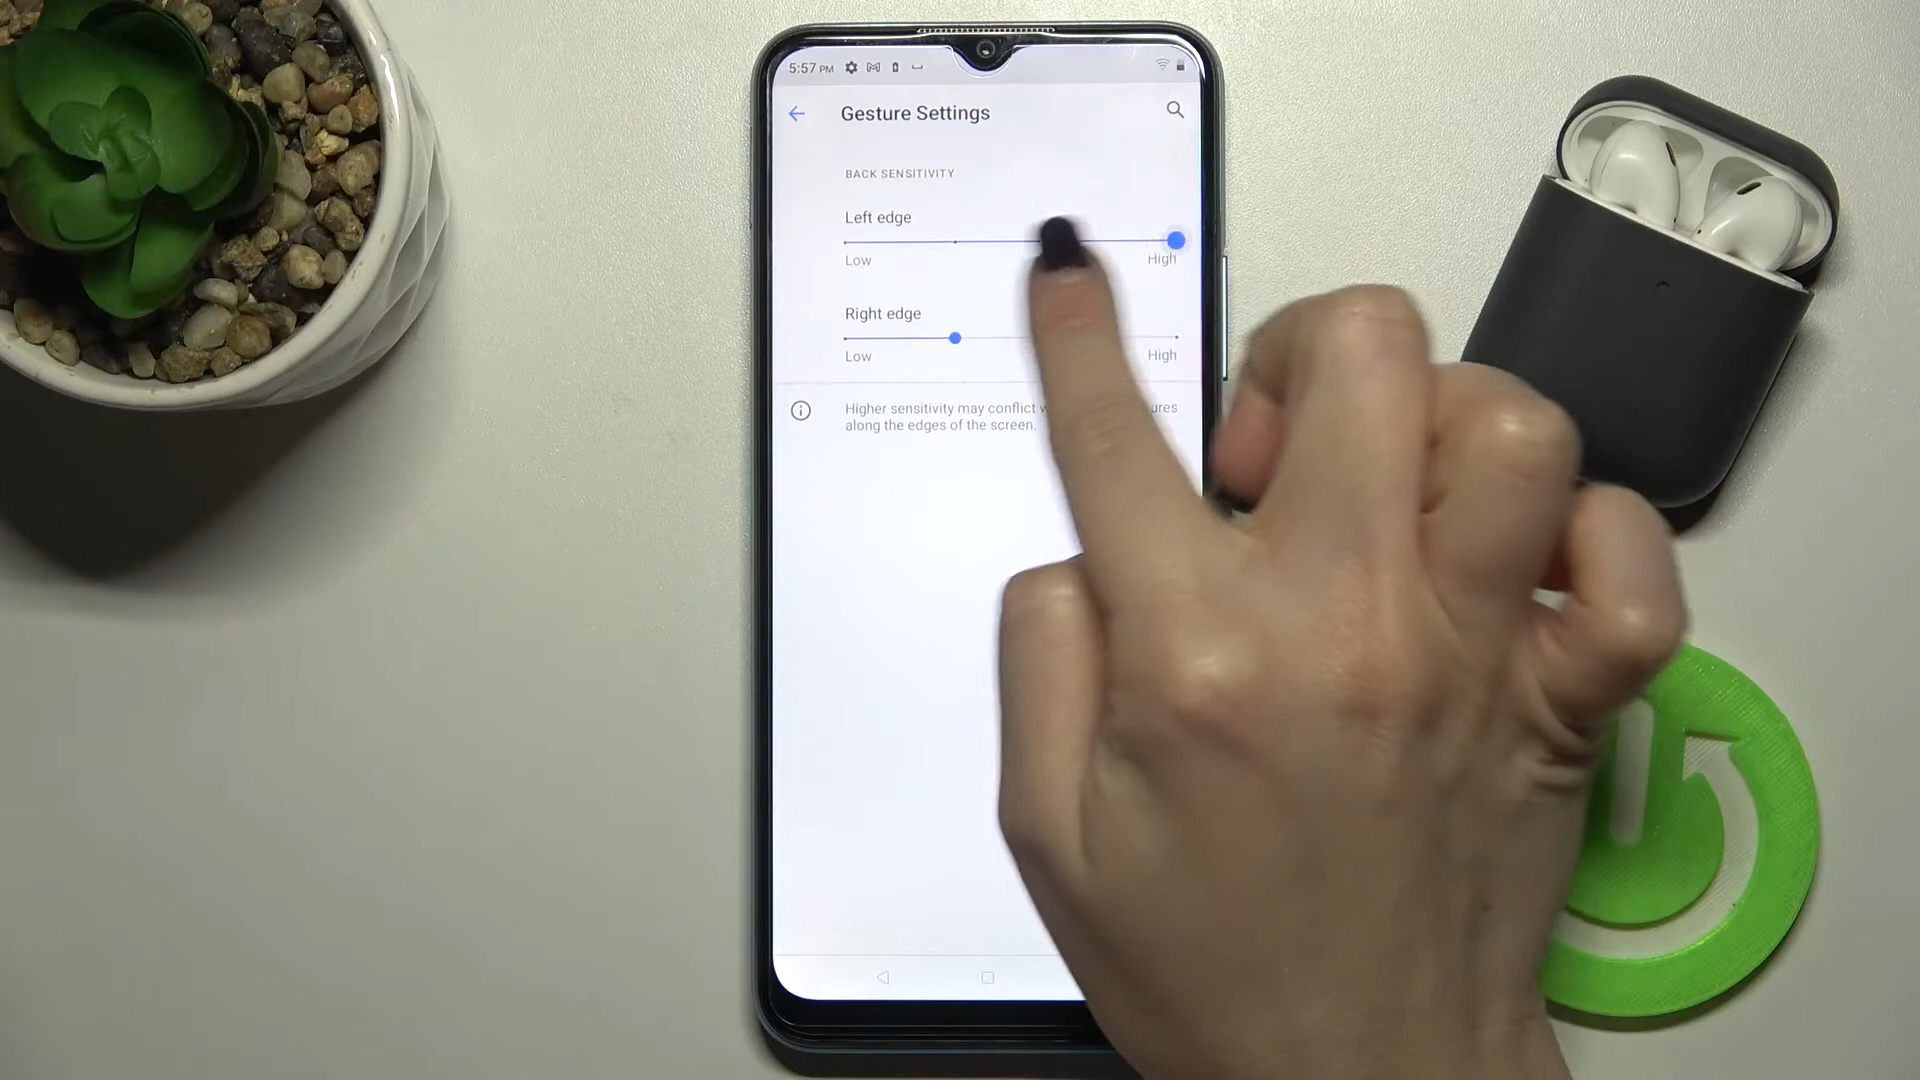 5:57 PM
Gesture Settings
BACK SENSITIVITY
Left edge
Low High
Right edge
Low High
Higher sensitivity may conflict
along the edges of the screen.